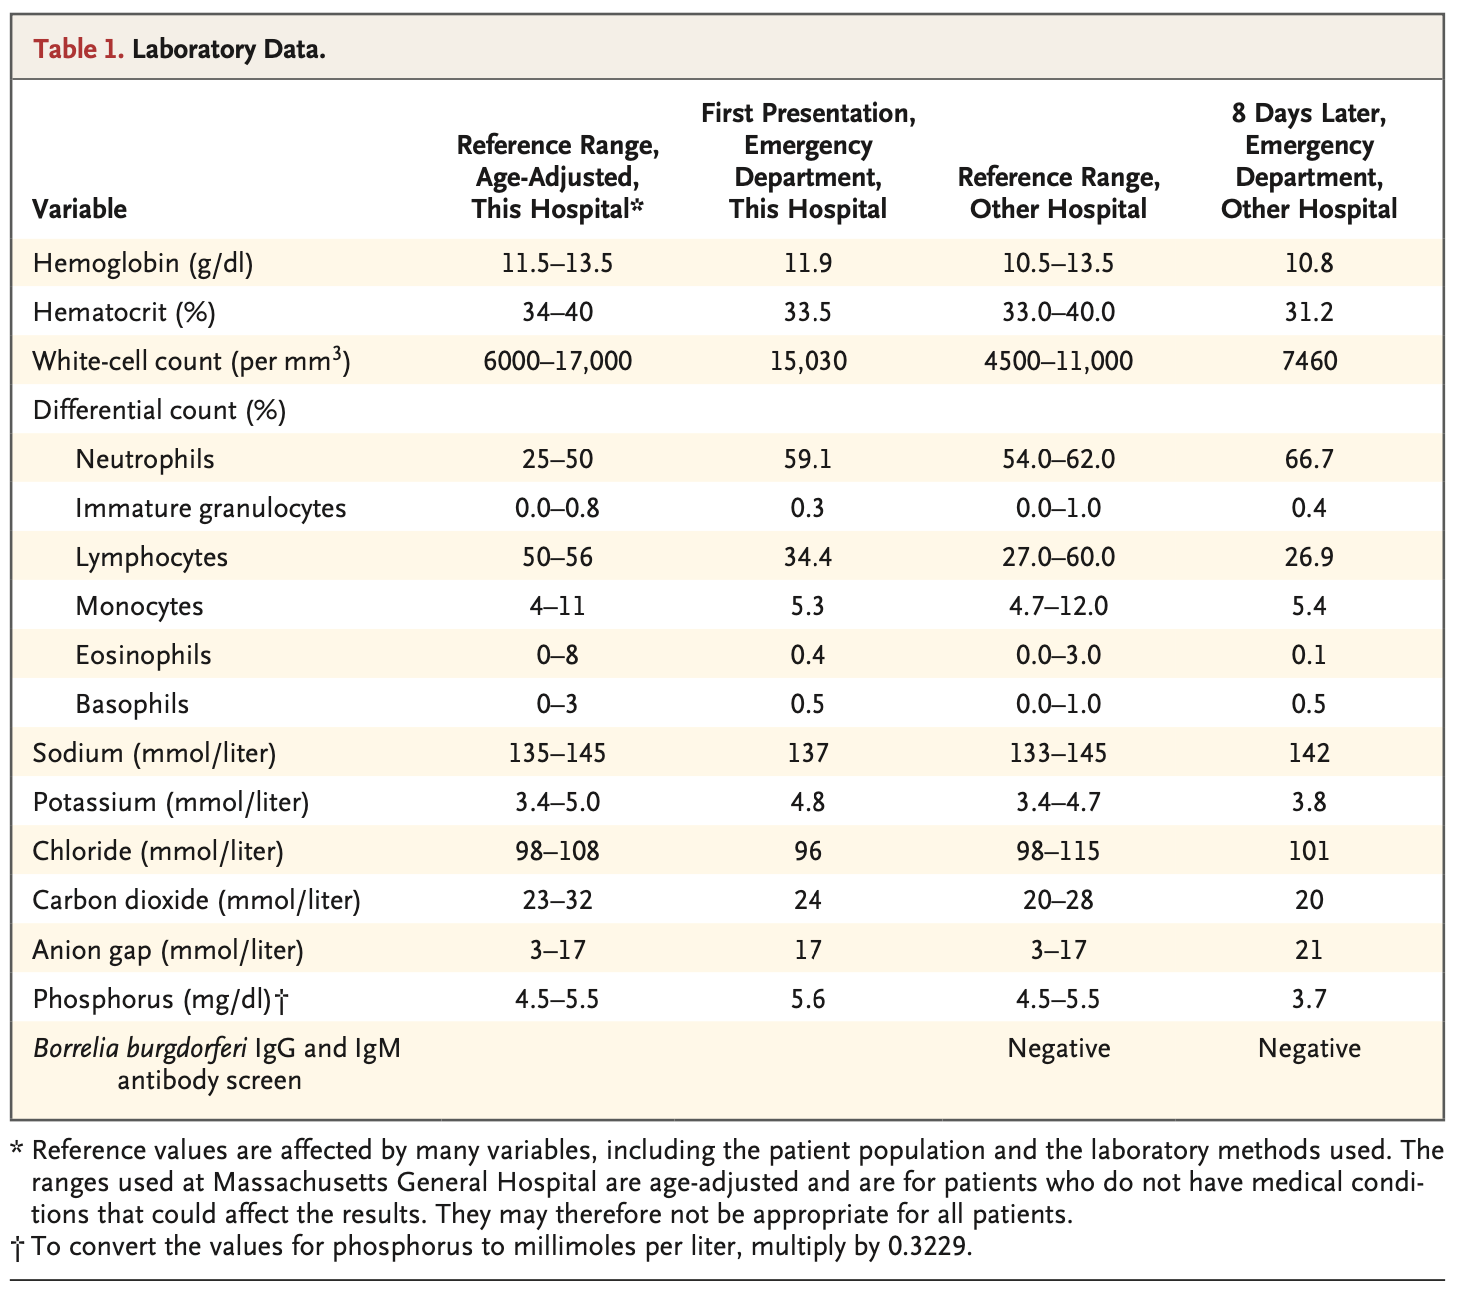 Table 1. Laboratory Data.
Variable Reference Range, Age-Adjusted, This Hospital* First Presentation, Emergency Department, This Hospital Reference Range, Other Hospital 8 Days Later, Emergency Department, Other Hospital
Hemoglobin (g/dl) 11.5–13.5 11.9 10.5–13.5 10.8
Hematocrit (%) 34–40 33.5 33.0–40.0 31.2
White-cell count (per mm³) 6000–17,000 15,030 4500–11,000 7460
Differential count (%)
Neutrophils 25–50 59.1 54.0–62.0 66.7
Immature granulocytes 0.0–0.8 0.3 0.0–1.0 0.4
Lymphocytes 50–56 34.4 27.0–60.0 26.9
Monocytes 4–11 5.3 4.7–12.0 5.4
Eosinophils 0–8 0.4 0.0–3.0 0.1
Basophils 0–3 0.5 0.0–1.0 0.5
Sodium (mmol/liter) 135–145 137 133–145 142
Potassium (mmol/liter) 3.4–5.0 4.8 3.4–4.7 3.8
Chloride (mmol/liter) 98–108 96 98–115 101
Carbon dioxide (mmol/liter) 23–32 24 20–28 20
Anion gap (mmol/liter) 3–17 17 3–17 21
Phosphorus (mg/dl)† 4.5–5.5 5.6 4.5–5.5 3.7
Borrelia burgdorferi IgG and IgM Negative Negative
antibody screen
* Reference values are affected by many variables, including the patient population and the laboratory methods used. The
ranges used at Massachusetts General Hospital are age-adjusted and are for patients who do not have medical condi-
tions that could affect the results. They may therefore not be appropriate for all patients.
† To convert the values for phosphorus to millimoles per liter, multiply by 0.3229.